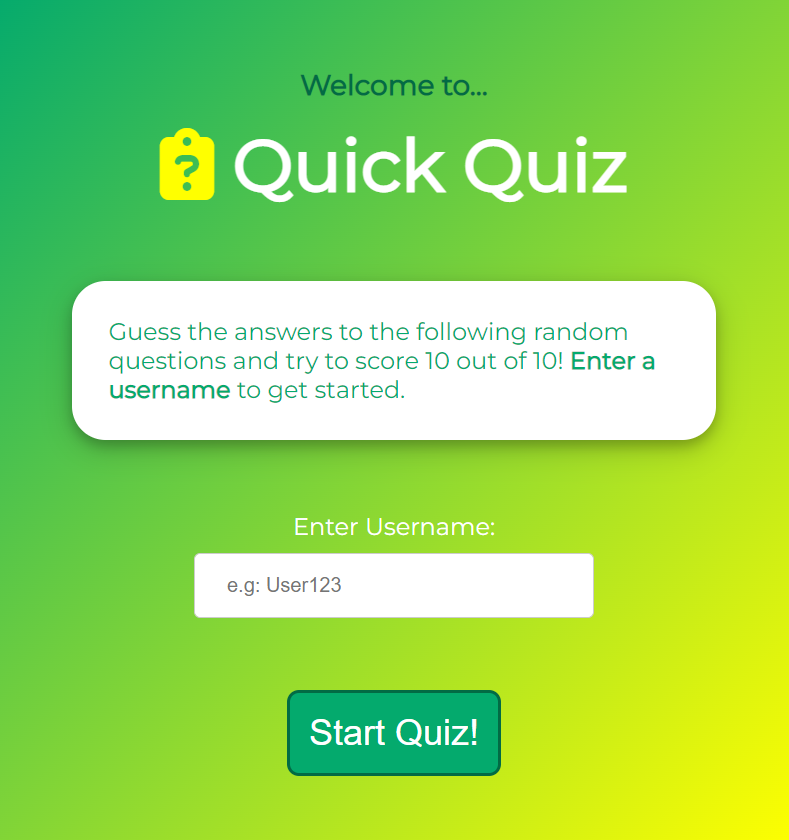 Welcome to...
? Quick Quiz
Guess the answers to the following random
questions and try to score 10 out of 10! Enter a
username to get started.
Enter Username:
e.g: User123
Start Quiz!